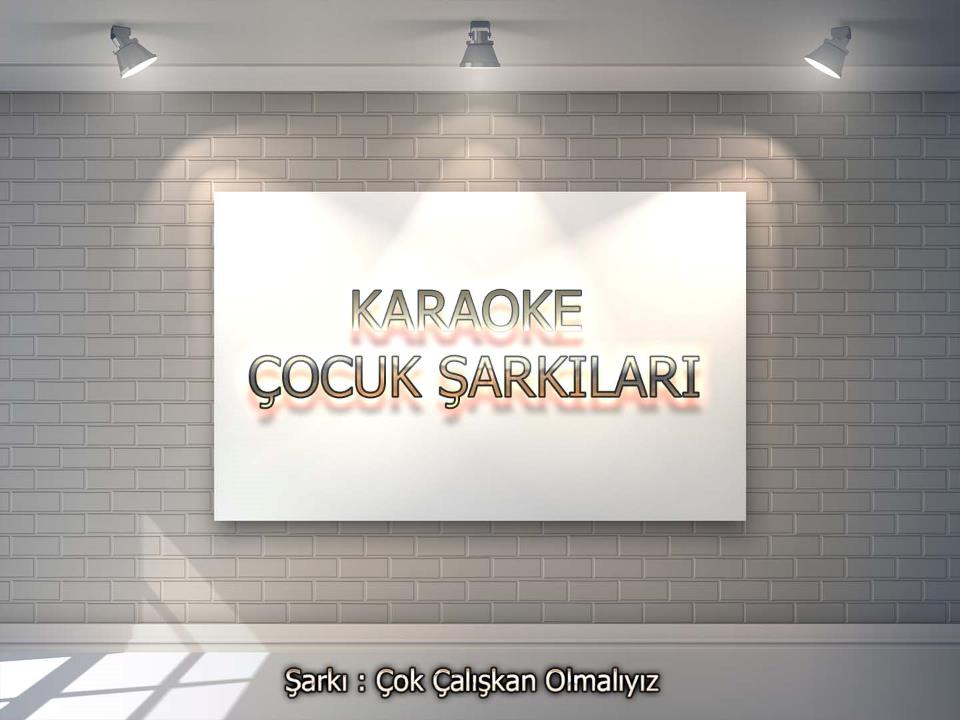 KARAOKE
ÇOCUK ŞARKILARI
Şarkı : Çok Çalışkan Olmalıyız